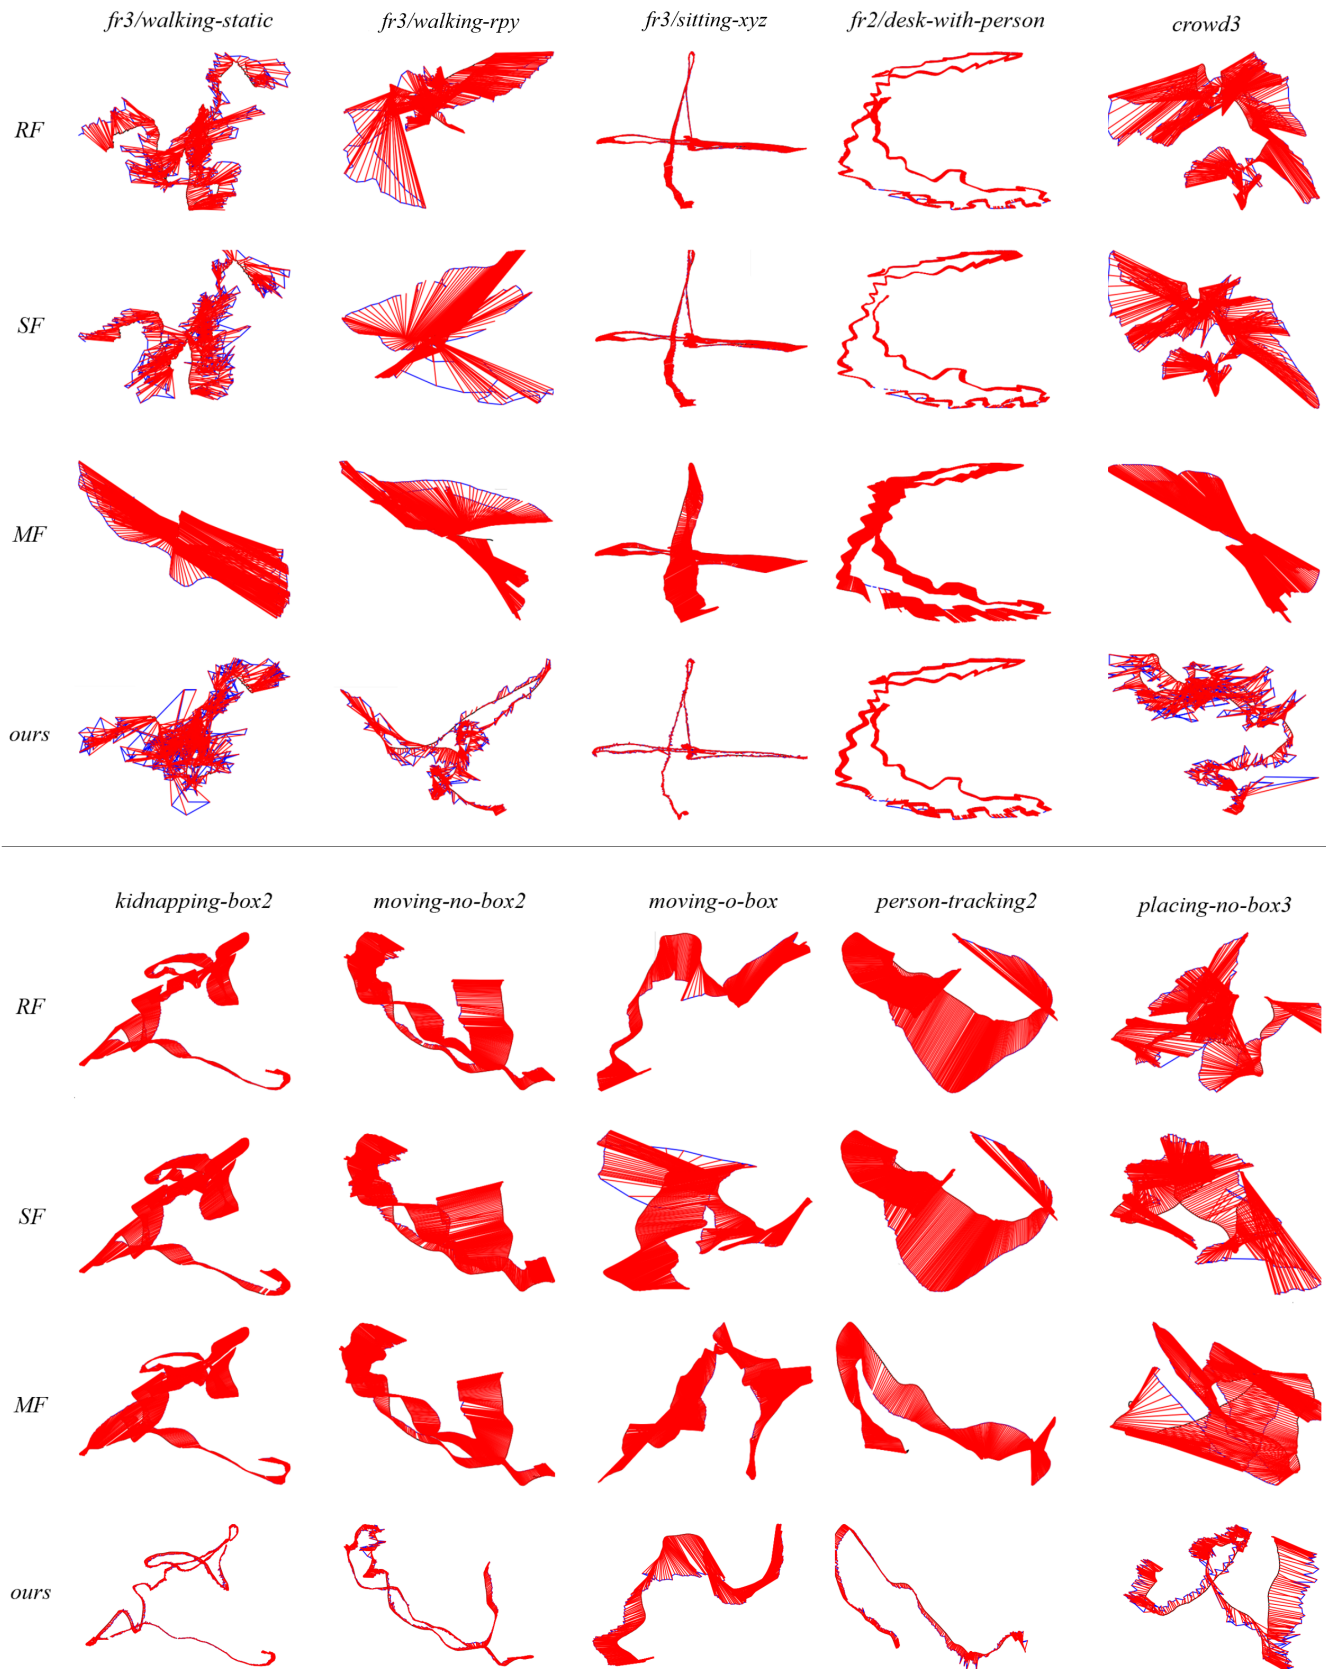 fr3/walking-static fr3/walking-rpy fr3/sitting-xyz fr2/desk-with-person crowd3
RF
SF
MF
ours
kidnapping-box2 moving-no-box2 moving-o-box person-tracking2 placing-no-box3
RF
SF
MF
ours